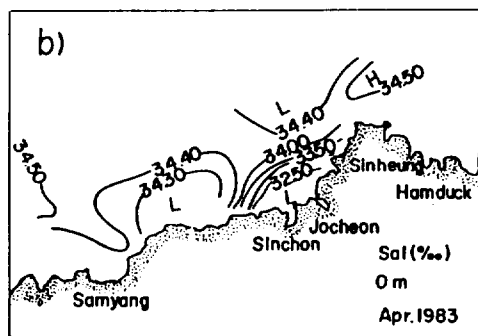 b)
L
H
34.50
34.40
34.00
33.50
32.50
34.50
34.40
34.30
L
L
Sinheung
Hamduck
Jocheon
Sinchon
Samyang
Sal(‰)
0 m
Apr. 1983